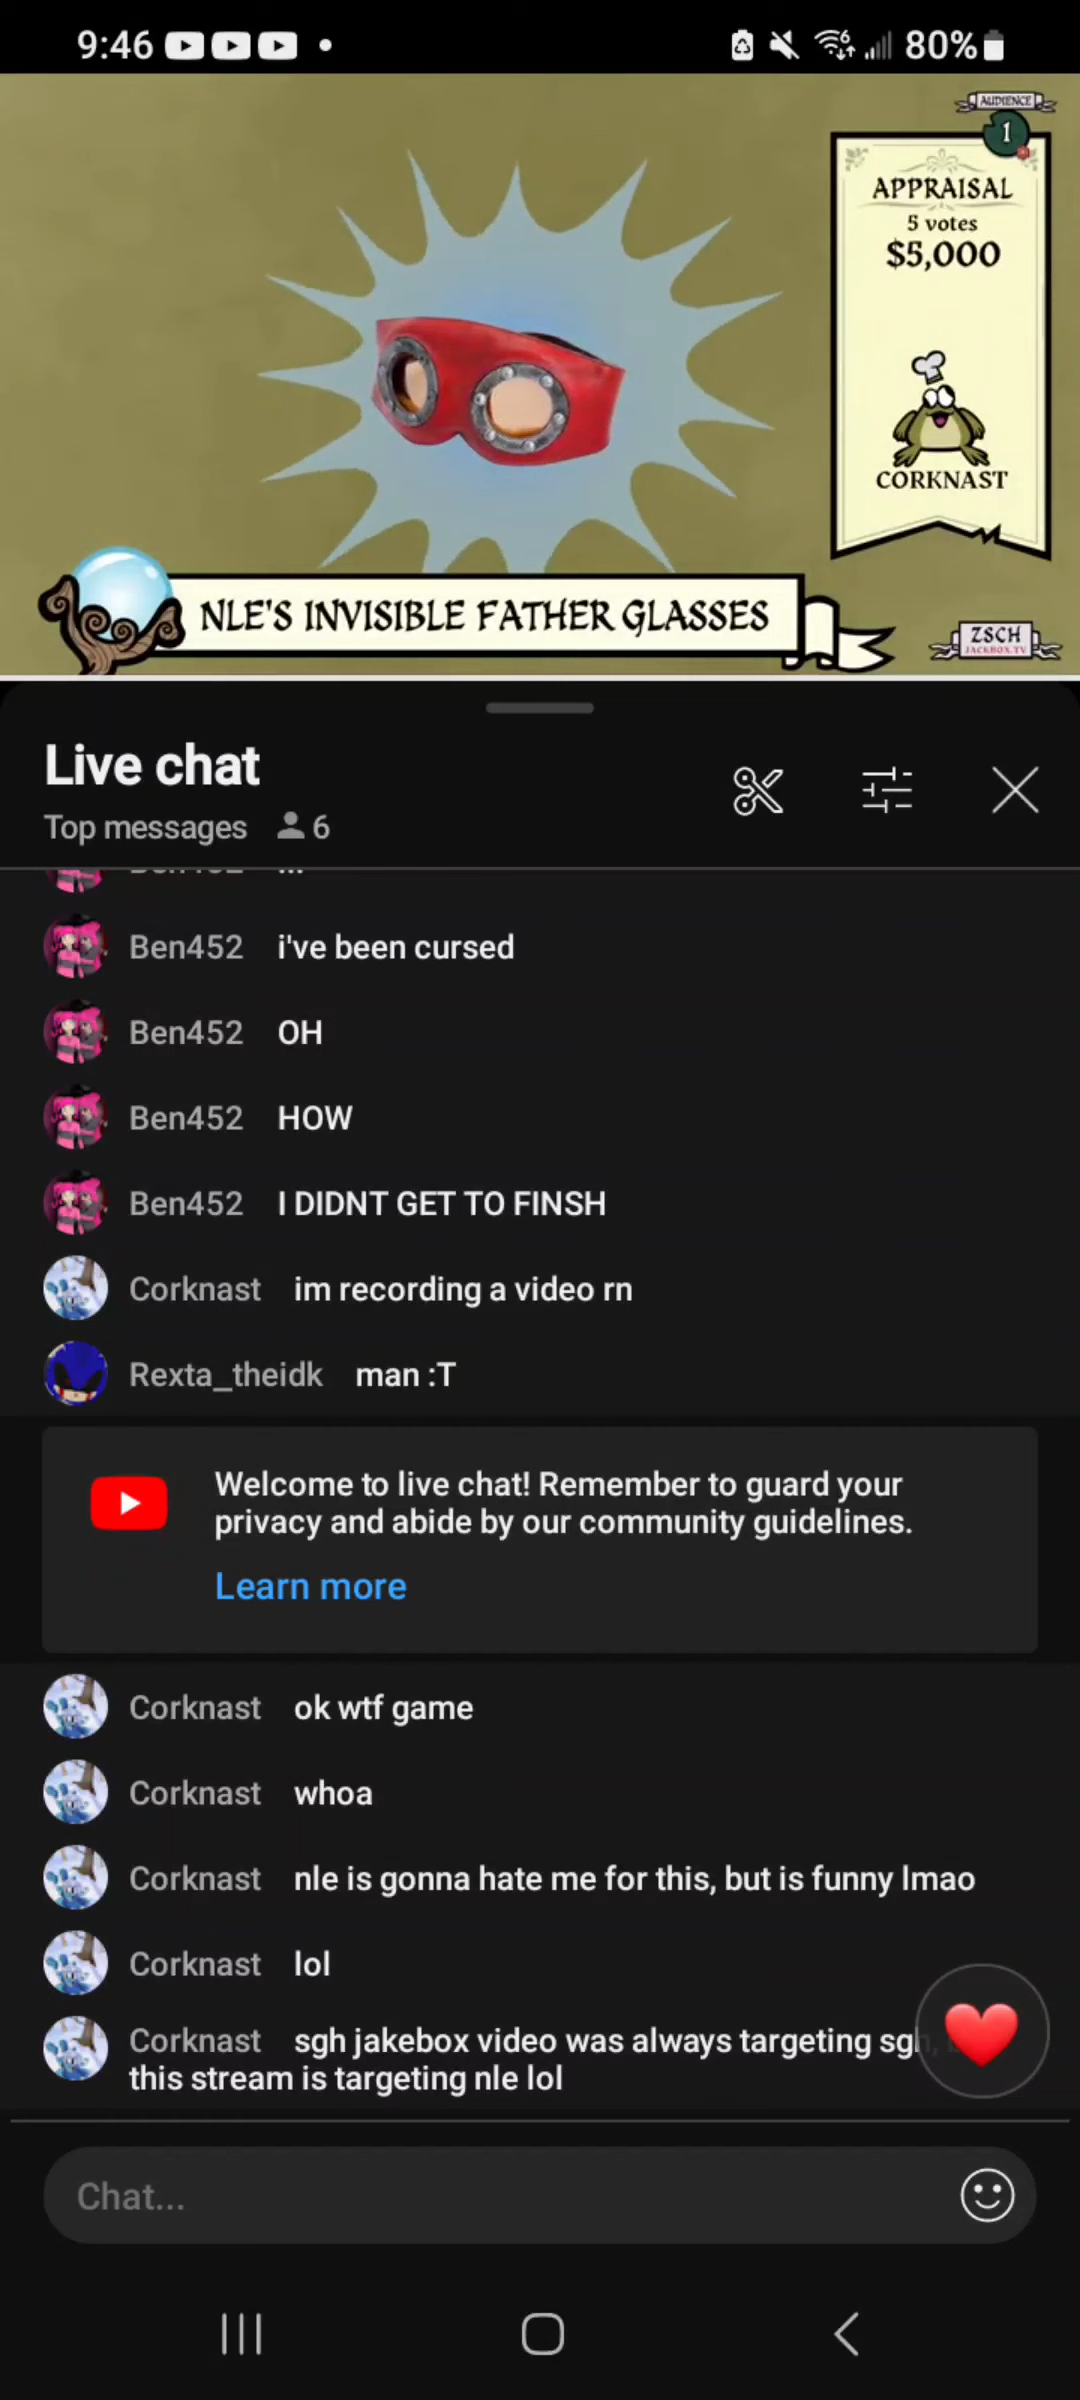 9:46
6
80%
AUDIENCE
1
APPRAISAL
5 votes
$5,000
CORKNAST
NLE'S INVISIBLE FATHER GLASSES
ZSCH
JACKBOX.TV
Live chat
Top messages 6
Ben452 ...
Ben452 i've been cursed
Ben452 OH
Ben452 HOW
Ben452 I DIDNT GET TO FINSH
Corknast im recording a video rn
Rexta_theidk man :T
Welcome to live chat! Remember to guard your
privacy and abide by our community guidelines.
Learn more
Corknast ok wtf game
Corknast whoa
Corknast nle is gonna hate me for this, but is funny lmao
Corknast lol
Corknast sgh jakebox video was always targeting sgh,
this stream is targeting nle lol
Chat...